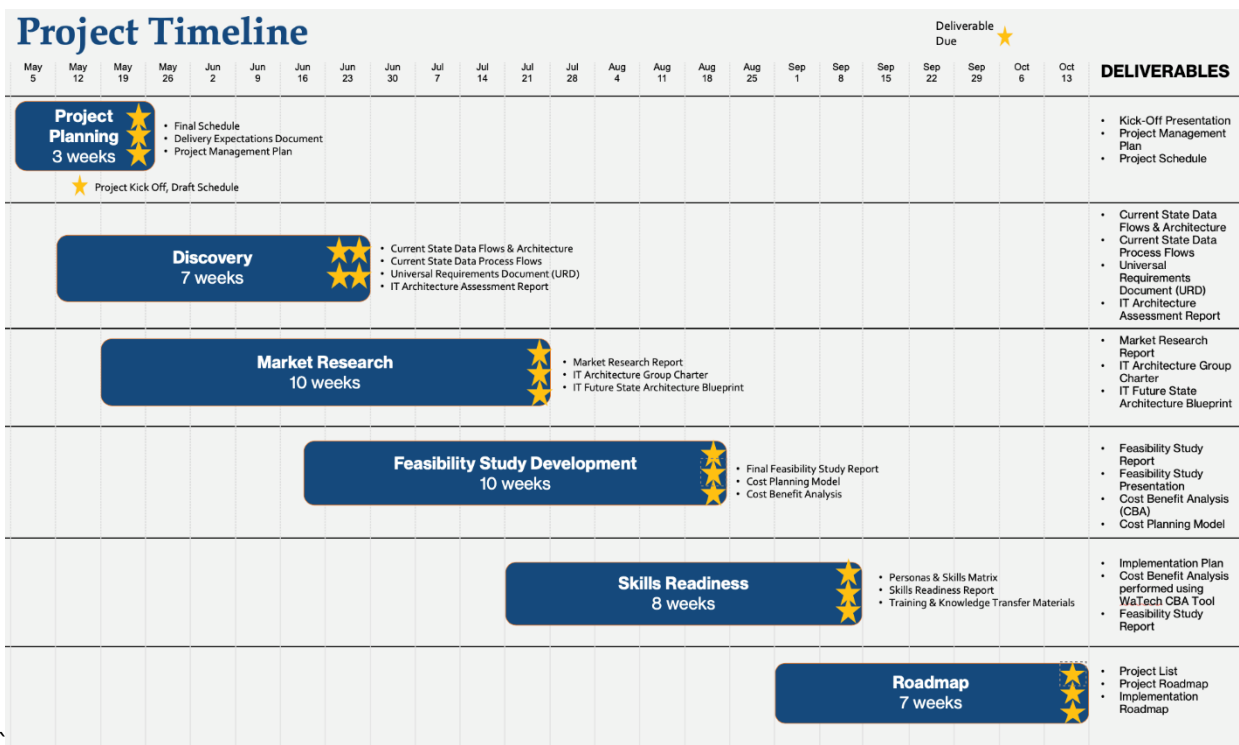 Project Timeline
Deliverable
Due
May
5
May
12
May
19
May
26
Jun
2
Jun
9
Jun
16
Jun
23
Jun
30
Jul
7
Jul
14
Jul
21
Jul
28
Aug
4
Aug
11
Aug
18
Aug
25
Sep
1
Sep
8
Sep
15
Sep
22
Sep
29
Oct
6
Oct
13
DELIVERABLES
Project
Planning
3 weeks
• Final Schedule
• Delivery Expectations Document
• Project Management Plan
Project Kick Off, Draft Schedule
• Kick-Off Presentation
• Project Management
Plan
• Project Schedule
Discovery
7 weeks
• Current State Data Flows & Architecture
• Current State Data Process Flows
• Universal Requirements Document (URD)
• IT Architecture Assessment Report
• Current State Data
Flows & Architecture
• Current State Data
Process Flows
• Universal
Requirements
Document (URD)
• IT Architecture
Assessment Report
Market Research
10 weeks
• Market Research Report
• IT Architecture Group Charter
• IT Future State Architecture Blueprint
• Market Research
Report
• IT Architecture Group
Charter
• IT Future State
Architecture Blueprint
Feasibility Study Development
10 weeks
• Final Feasibility Study Report
• Cost Planning Model
• Cost Benefit Analysis
• Feasibility Study
Report
• Feasibility Study
Presentation
• Cost Benefit Analysis
(CBA)
• Cost Planning Model
Skills Readiness
8 weeks
• Personas & Skills Matrix
• Skills Readiness Report
• Training & Knowledge Transfer Materials
• Implementation Plan
• Cost Benefit Analysis
performed using
WaTech CBA Tool
• Feasibility Study
Report
Roadmap
7 weeks
• Project List
• Project Roadmap
• Implementation
Roadmap
`